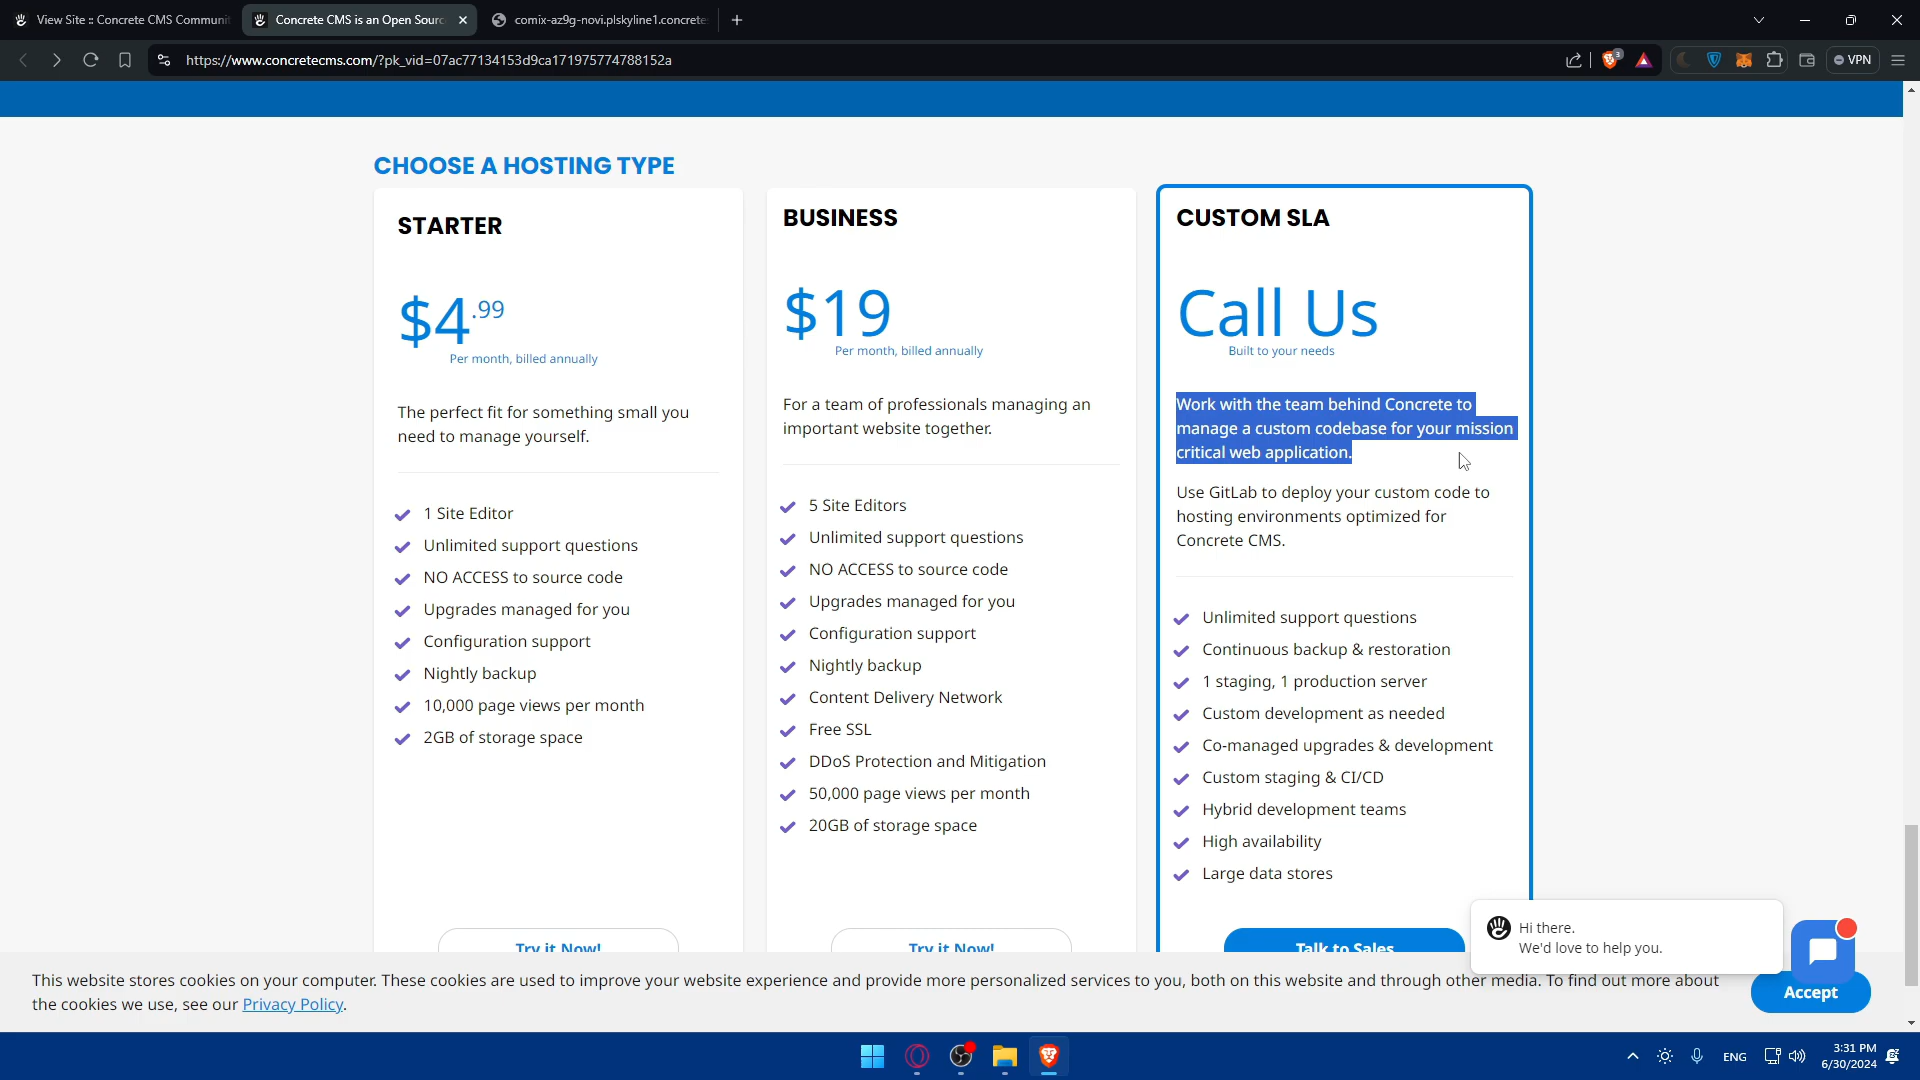 View Site :: Concrete CMS Communi
Concrete CMS is an Open Sourc
comix-az9g-novi.plskyline1.concrete
https://www.concretecms.com/?pk_vid=07ac77134153d9ca171975774788152a
3
VPN
CHOOSE A HOSTING TYPE
STARTER
$4.99
Per month, billed annually
The perfect fit for something small you
need to manage yourself.
1 Site Editor
Unlimited support questions
NO ACCESS to source code
Upgrades managed for you
Configuration support
Nightly backup
10,000 page views per month
2GB of storage space
Try it Now!
BUSINESS
$19
Per month, billed annually
For a team of professionals managing an
important website together.
5 Site Editors
Unlimited support questions
NO ACCESS to source code
Upgrades managed for you
Configuration support
Nightly backup
Content Delivery Network
Free SSL
DDoS Protection and Mitigation
50,000 page views per month
20GB of storage space
Try it Now!
CUSTOM SLA
Call Us
Built to your needs
Work with the team behind Concrete to
manage a custom codebase for your mission
critical web application.
Use GitLab to deploy your custom code to
hosting environments optimized for
Concrete CMS.
Unlimited support questions
Continuous backup & restoration
1 staging, 1 production server
Custom development as needed
Co-managed upgrades & development
Custom staging & CI/CD
Hybrid development teams
High availability
Large data stores
Talk to Sales
Hi there.
We'd love to help you.
This website stores cookies on your computer. These cookies are used to improve your website experience and provide more personalized services to you, both on this website and through other media. To find out more about
the cookies we use, see our Privacy Policy.
Accept
ENG
3:31 PM
6/30/2024